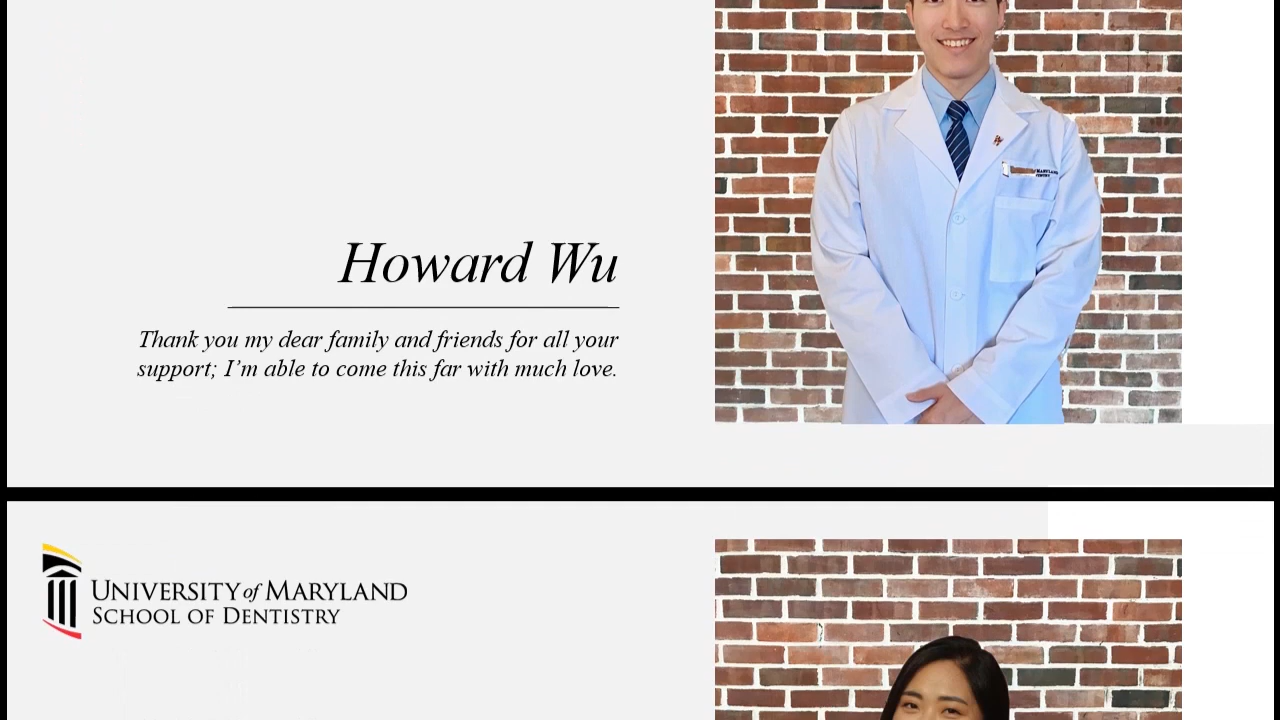 Howard Wu
Thank you my dear family and friends for all your
support; I’m able to come this far with much love.
UNIVERSITY of MARYLAND
SCHOOL OF DENTISTRY